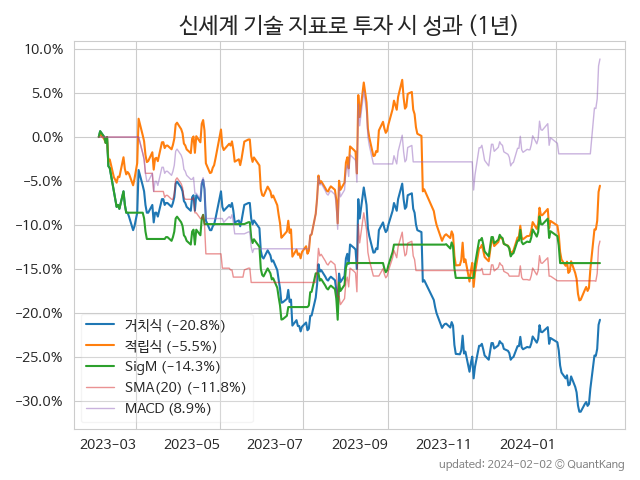 신세계 기술 지표로 투자 시 성과 (1년)
10.0%
5.0%
0.0%
−5.0%
−10.0%
−15.0%
−20.0%
−25.0%
−30.0%
거치식 (−20.8%)
적립식 (−5.5%)
SigM (−14.3%)
SMA(20) (−11.8%)
MACD (8.9%)
2023−03 2023−05 2023−07 2023−09 2023−11 2024−01
updated: 2024−02−02 ⓒ QuantKang